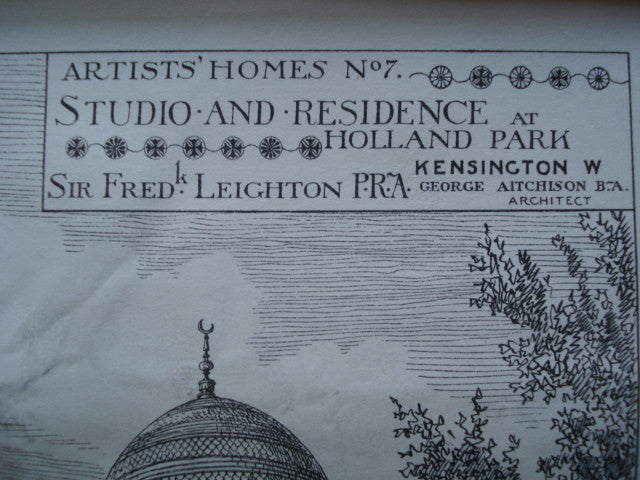 ARTISTS' HOMES No7.
STUDIO · AND · RESIDENCE AT
HOLLAND PARK
KENSINGTON W
SIR FREDk. LEIGHTON P.R.A. GEORGE AITCHISON B.A.
ARCHITECT